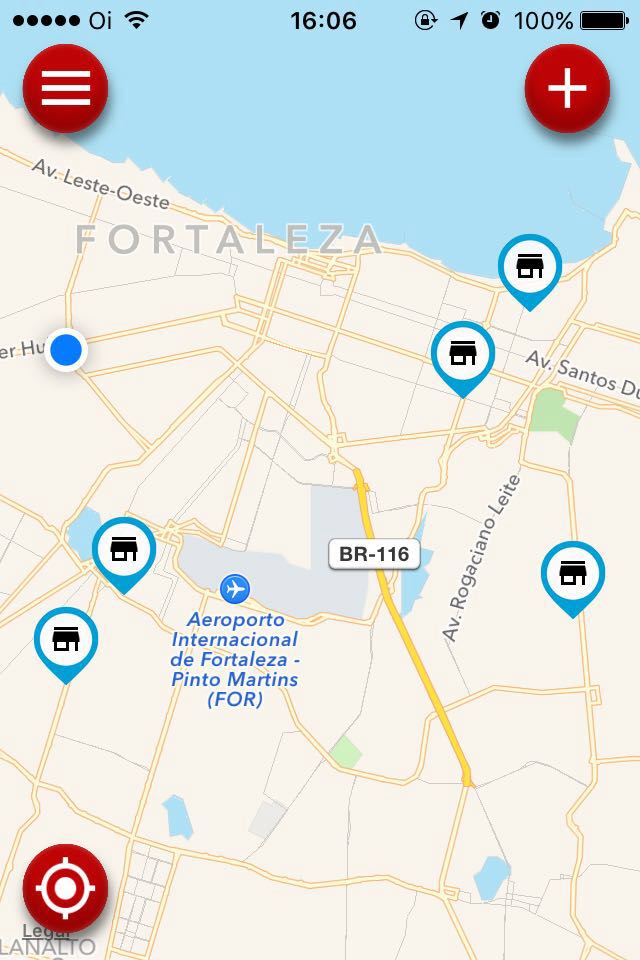 Oi 16:06 100%
Av. Leste-Oeste
FORTALEZA
er Hu
Av. Santos Du
Av. Rogaciano Leite
BR-116
Aeroporto
Internacional
de Fortaleza -
Pinto Martins
(FOR)
Legal
LANALTO